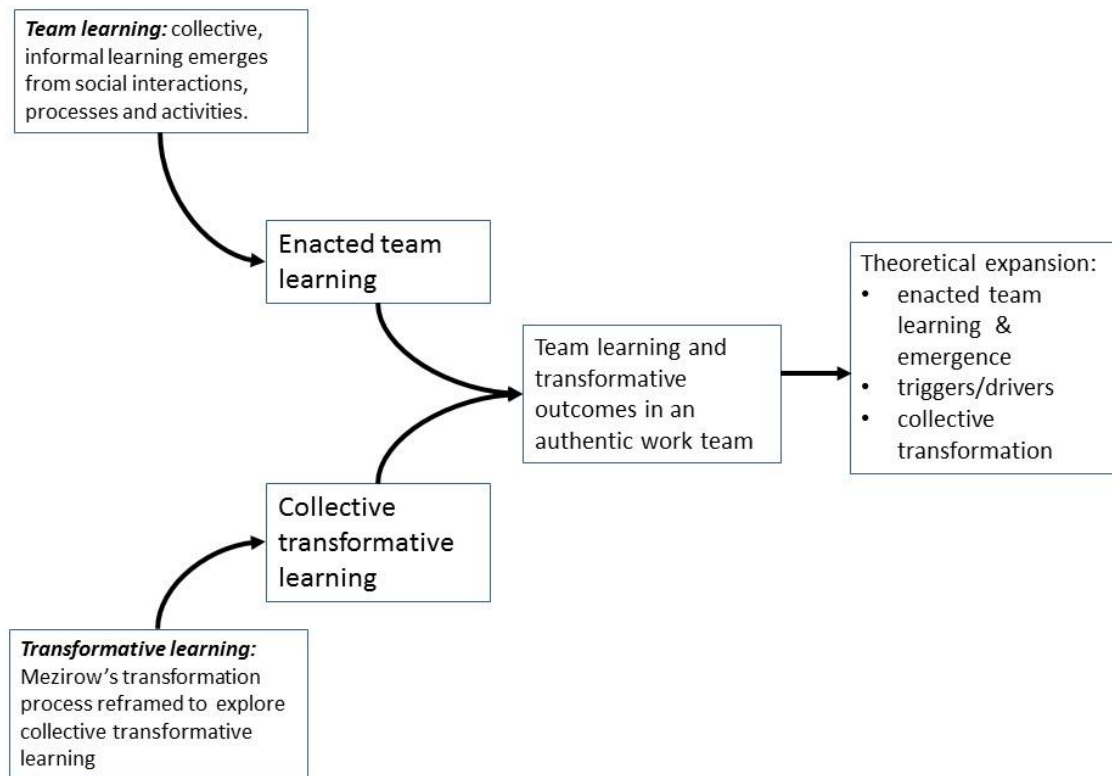 Team learning: collective,
informal learning emerges
from social interactions,
processes and activities.
Enacted team
learning
Collective
transformative
learning
Transformative learning:
Mezirow’s transformation
process reframed to explore
collective transformative
learning
Team learning and
transformative
outcomes in an
authentic work team
Theoretical expansion:
• enacted team
learning &
emergence
• triggers/drivers
• collective
transformation